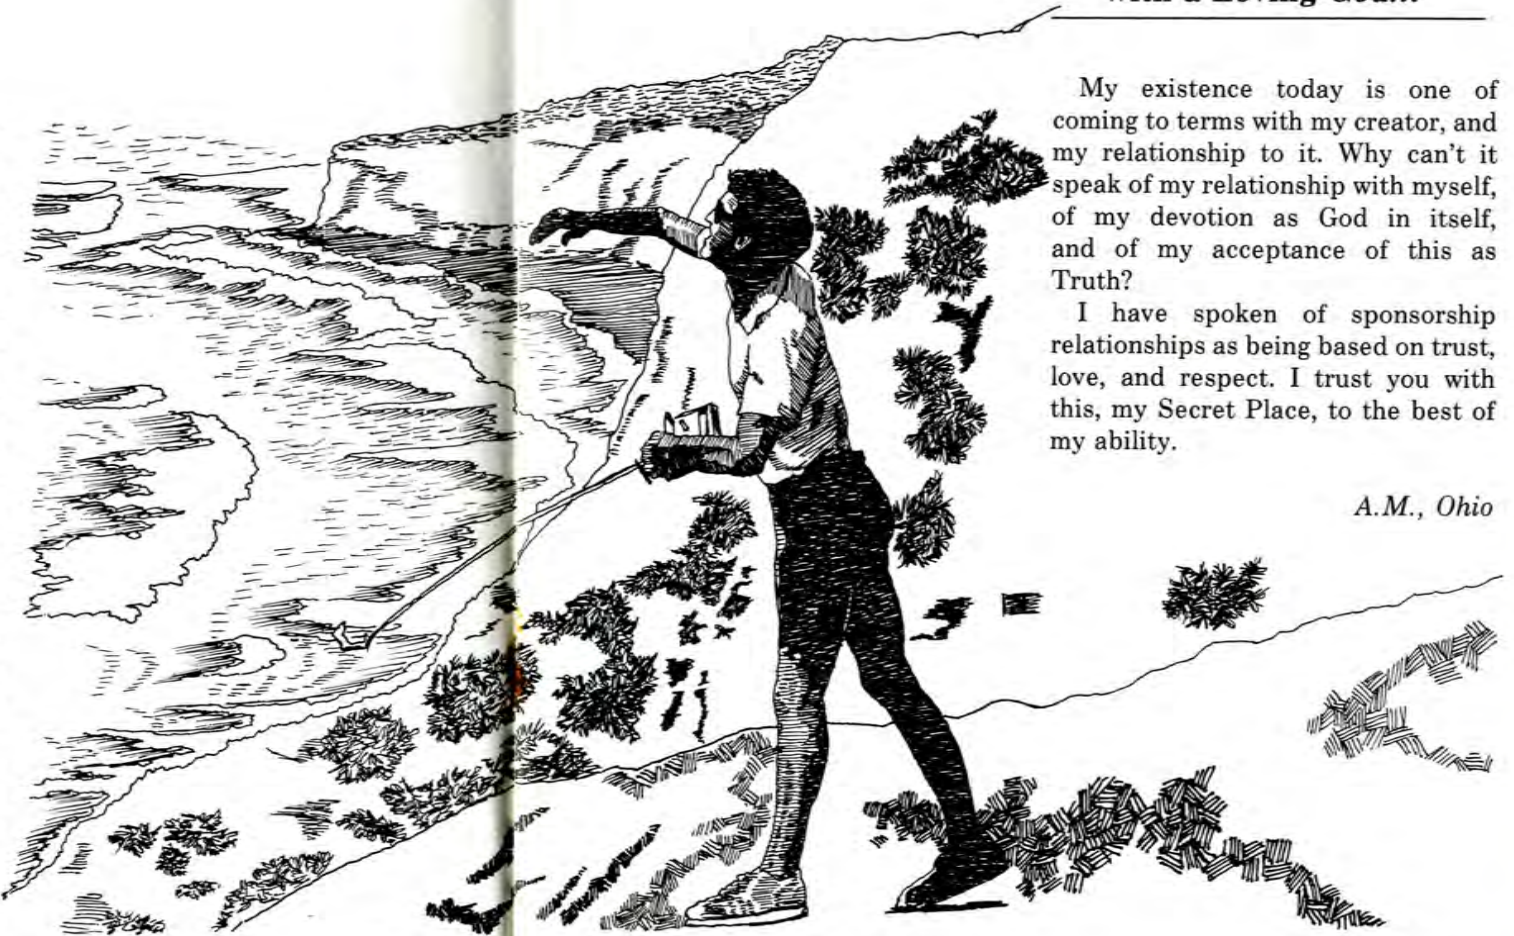 with a Loving God...
My existence today is one of
coming to terms with my creator, and
my relationship to it. Why can't it
speak of my relationship with myself,
of my devotion as God in itself,
and of my acceptance of this as
Truth?
I have spoken of sponsorship
relationships as being based on trust,
love, and respect. I trust you with
this, my Secret Place, to the best of
my ability.
A.M., Ohio